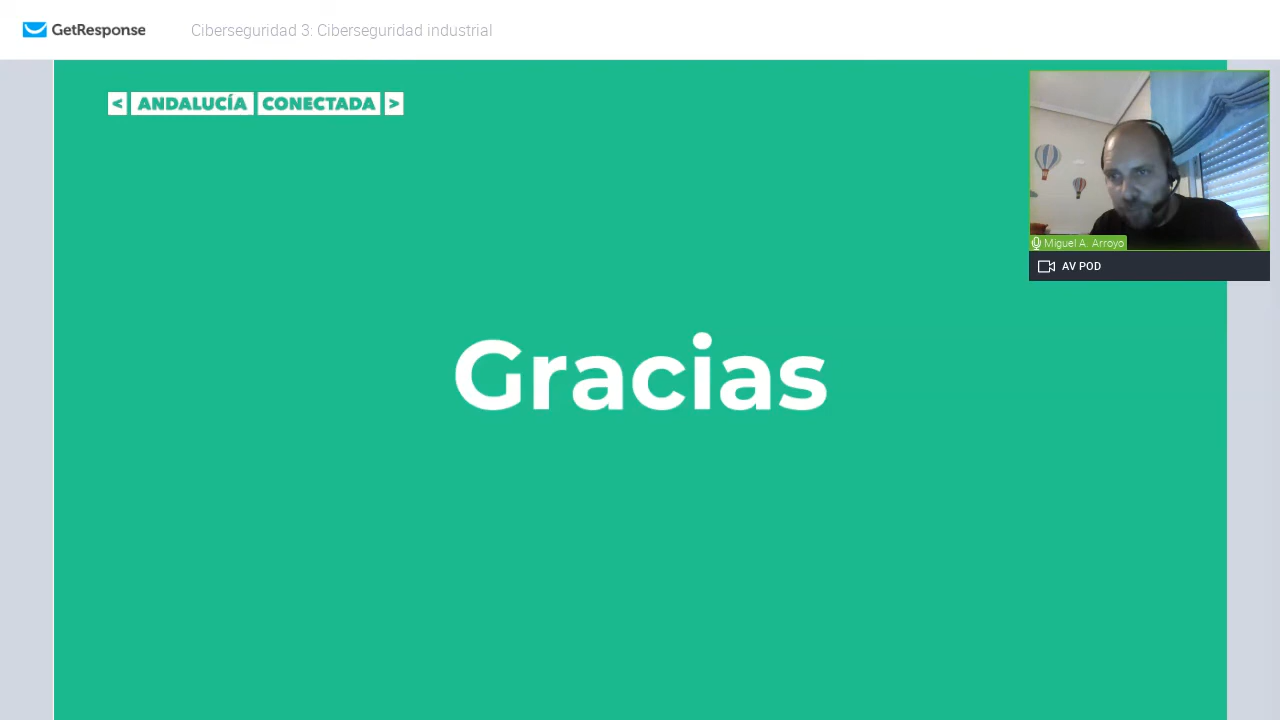 GetResponse
Ciberseguridad 3: Ciberseguridad industrial
< ANDALUCÍA CONECTADA >
Miguel A. Arroyo
AV POD
Gracias